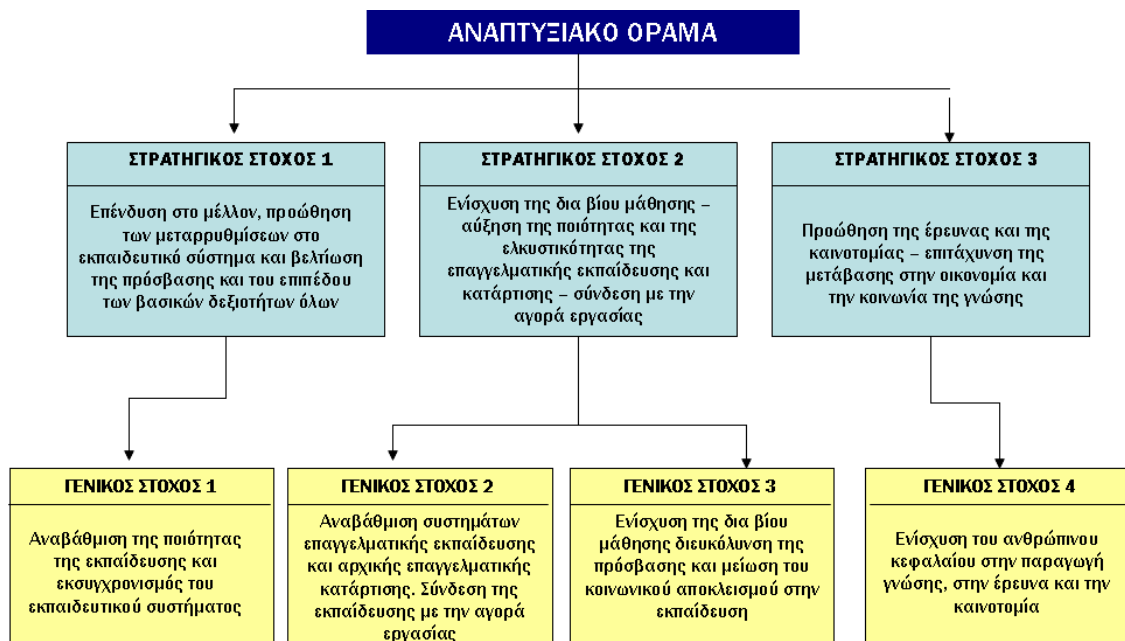 ΑΝΑΠΤΥΞΙΑΚΟ ΟΡΑΜΑ
ΣΤΡΑΤΗΓΙΚΟΣ ΣΤΟΧΟΣ 1
Επένδυση στο μέλλον, προώθηση
των μεταρρυθμίσεων στο
εκπαιδευτικό σύστημα και βελτίωση
της πρόσβασης και του επιπέδου
των βασικών δεξιοτήτων όλων
ΣΤΡΑΤΗΓΙΚΟΣ ΣΤΟΧΟΣ 2
Ενίσχυση της δια βίου μάθησης –
αύξηση της ποιότητας και της
ελκυστικότητας της
επαγγελματικής εκπαίδευσης και
κατάρτισης – σύνδεση με την
αγορά εργασίας
ΣΤΡΑΤΗΓΙΚΟΣ ΣΤΟΧΟΣ 3
Προώθηση της έρευνας και της
καινοτομίας – επιτάχυνση της
μετάβασης στην οικονομία και
την κοινωνία της γνώσης
ΓΕΝΙΚΟΣ ΣΤΟΧΟΣ 1
Αναβάθμιση της ποιότητας
της εκπαίδευσης και
εκσυγχρονισμός του
εκπαιδευτικού συστήματος
ΓΕΝΙΚΟΣ ΣΤΟΧΟΣ 2
Αναβάθμιση συστημάτων
επαγγελματικής εκπαίδευσης
και αρχικής επαγγελματικής
κατάρτισης. Σύνδεση της
εκπαίδευσης με την αγορά
εργασίας
ΓΕΝΙΚΟΣ ΣΤΟΧΟΣ 3
Ενίσχυση της δια βίου
μάθησης διευκόλυνση της
πρόσβασης και μείωση του
κοινωνικού αποκλεισμού στην
εκπαίδευση
ΓΕΝΙΚΟΣ ΣΤΟΧΟΣ 4
Ενίσχυση του ανθρώπινου
κεφαλαίου στην παραγωγή
γνώσης, στην έρευνα και την
καινοτομία